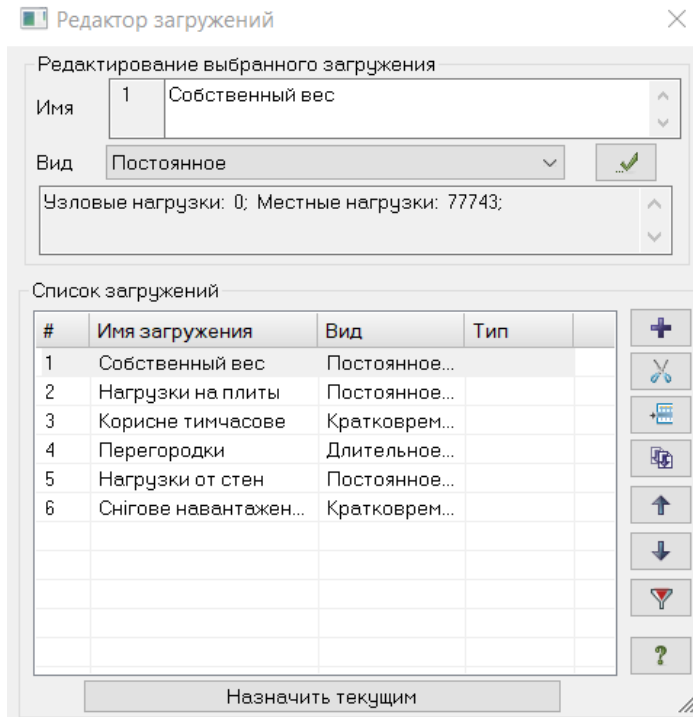 Редактор загружений
Редактирование выбранного загружения
Имя 1 Собственный вес
Вид Постоянное
Узловые нагрузки: 0; Местные нагрузки: 77743;
Список загружений
# Имя загружения Вид Тип
1 Собственный вес Постоянное...
2 Нагрузки на плиты Постоянное...
3 Корисне тимчасове Кратковрем...
4 Перегородки Длительное...
5 Нагрузки от стен Постоянное...
6 Снігове навантажен... Кратковрем...
Назначить текущим